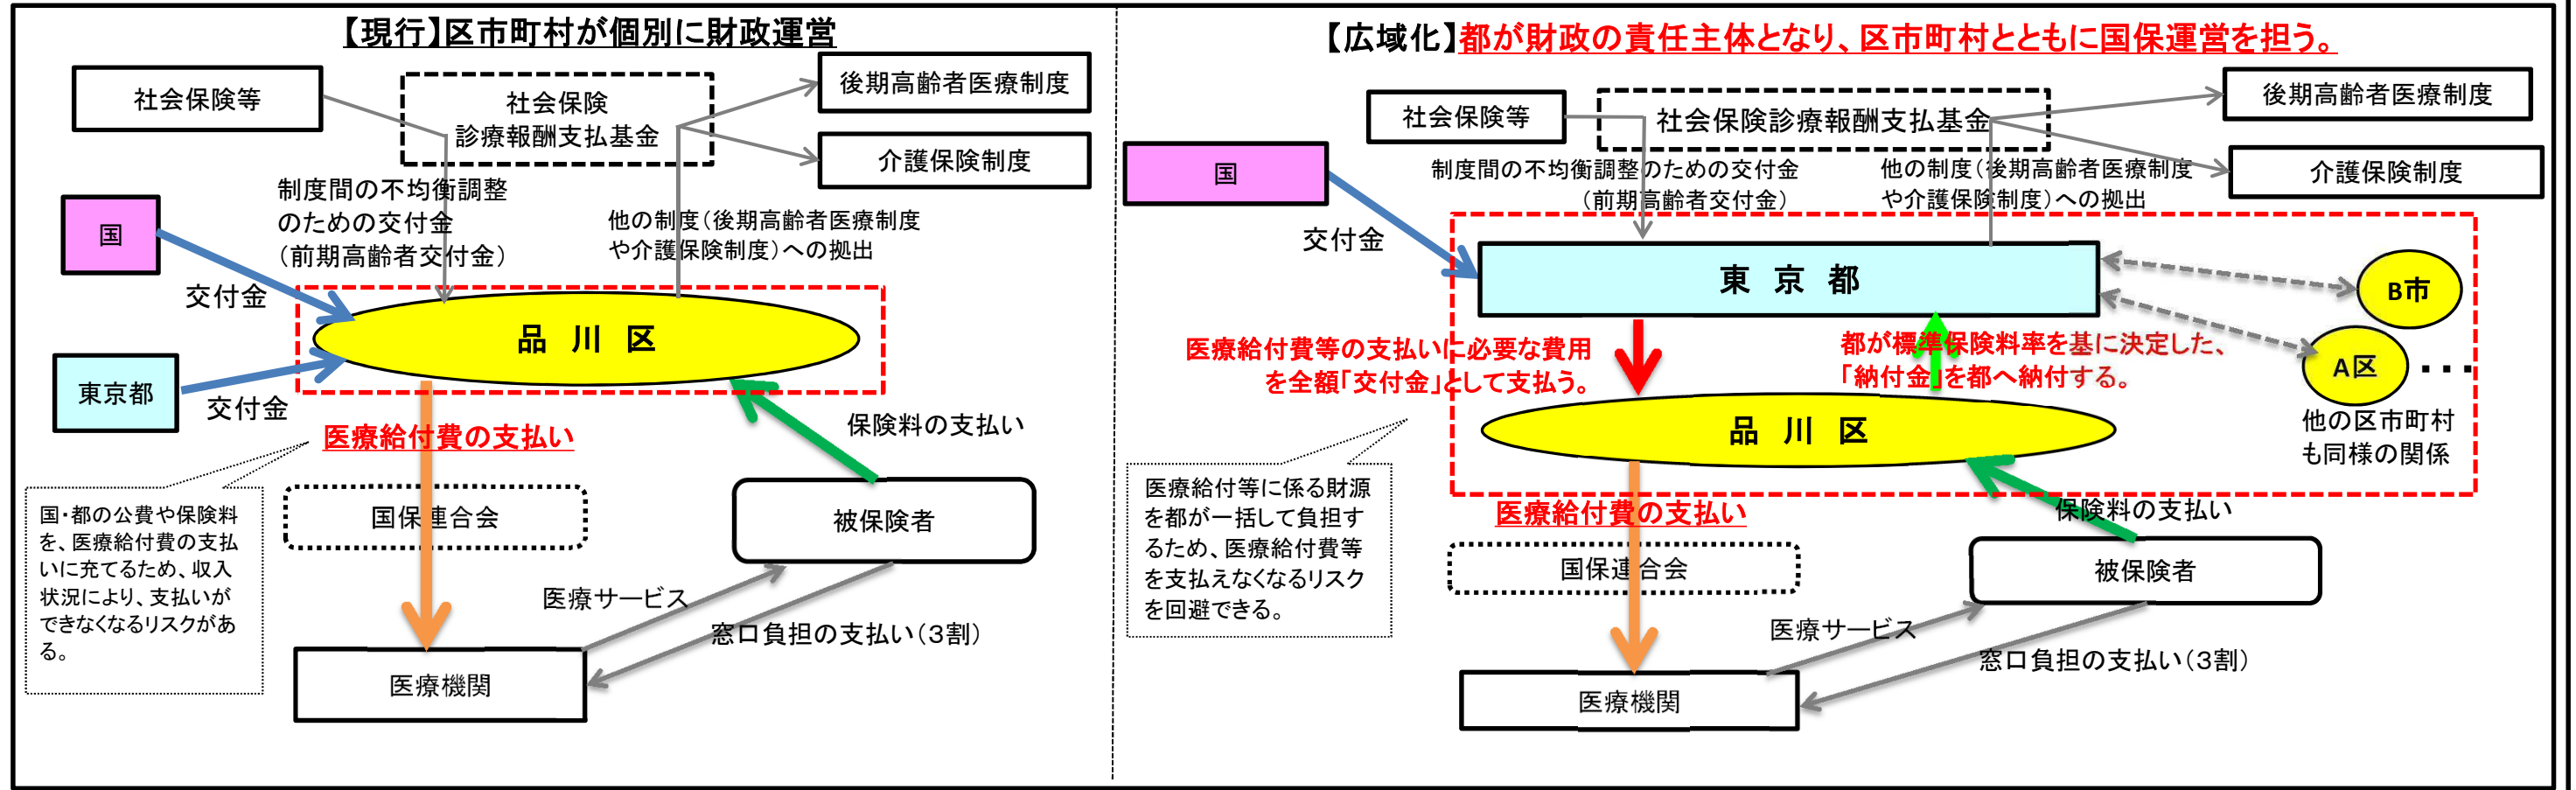 【現行】区市町村が個別に財政運営
社会保険等
社会保険
診療報酬支払基金
後期高齢者医療制度
介護保険制度
国
制度間の不均衡調整
のための交付金
（前期高齢者交付金）
他の制度（後期高齢者医療制度
や介護保険制度）への拠出
交付金
品 川 区
東京都
交付金
医療給付費の支払い
保険料の支払い
国・都の公費や保険料
を、医療給付費の支払
いに充てるため、収入
状況により、支払いが
できなくなるリスクがあ
る。
国保連合会
被保険者
医療サービス
窓口負担の支払い（３割）
医療機関
【広域化】都が財政の責任主体となり、区市町村とともに国保運営を担う。
社会保険等
社会保険診療報酬支払基金
後期高齢者医療制度
介護保険制度
国
制度間の不均衡調整のための交付金
（前期高齢者交付金）
他の制度（後期高齢者医療制度
や介護保険制度）への拠出
交付金
東 京 都
B市
A区
・・・
他の区市町村
も同様の関係
医療給付費等の支払いに必要な費用
を全額「交付金」として支払う。
都が標準保険料率を基に決定した、
「納付金」を都へ納付する。
品 川 区
医療給付等に係る財源
を都が一括して負担す
るため、医療給付費等
を支払えなくなるリスク
を回避できる。
医療給付費の支払い
保険料の支払い
国保連合会
被保険者
医療サービス
窓口負担の支払い（３割）
医療機関